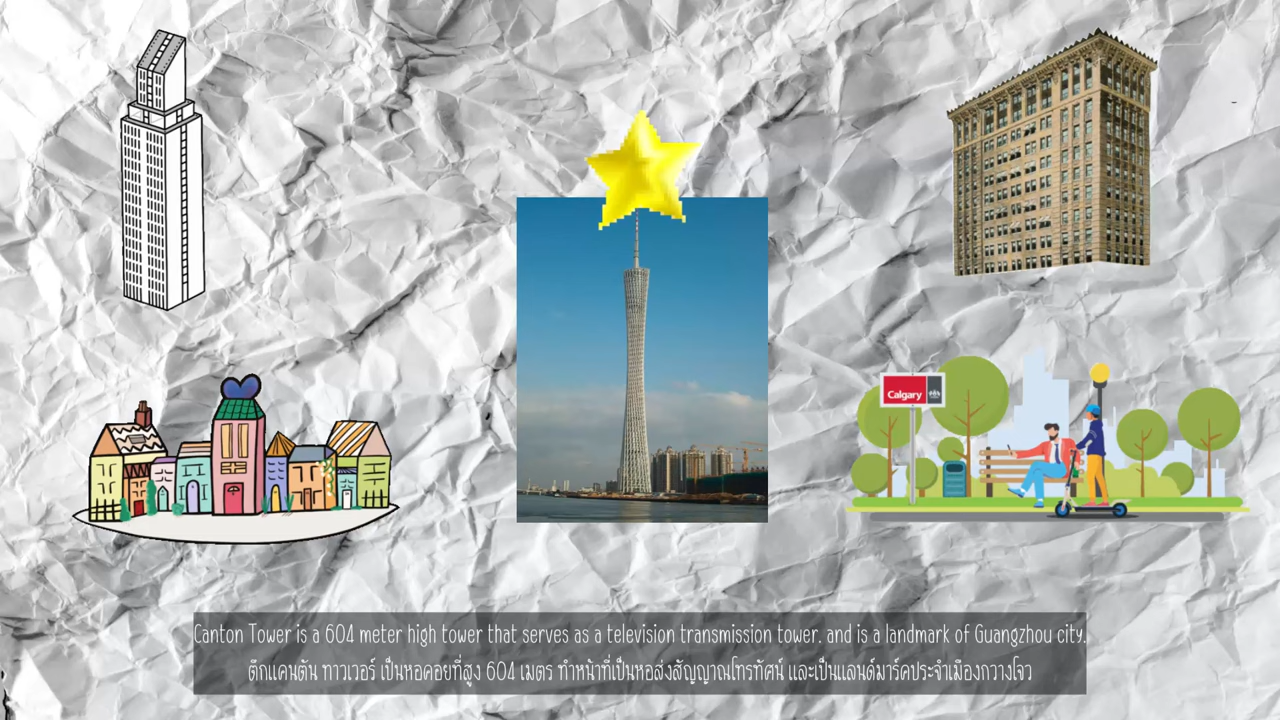 Calgary
Canton Tower is a 604 meter high tower that serves as a television transmission tower. and is a landmark of Guangzhou city.
ตึกแคนตัน ทาวเวอร์ เป็นหอคอยที่สูง 604 เมตร ทำหน้าที่เป็นหอส่งสัญญาณโทรทัศน์ และเป็นแลนด์มาร์คประจำเมืองกวางโจว